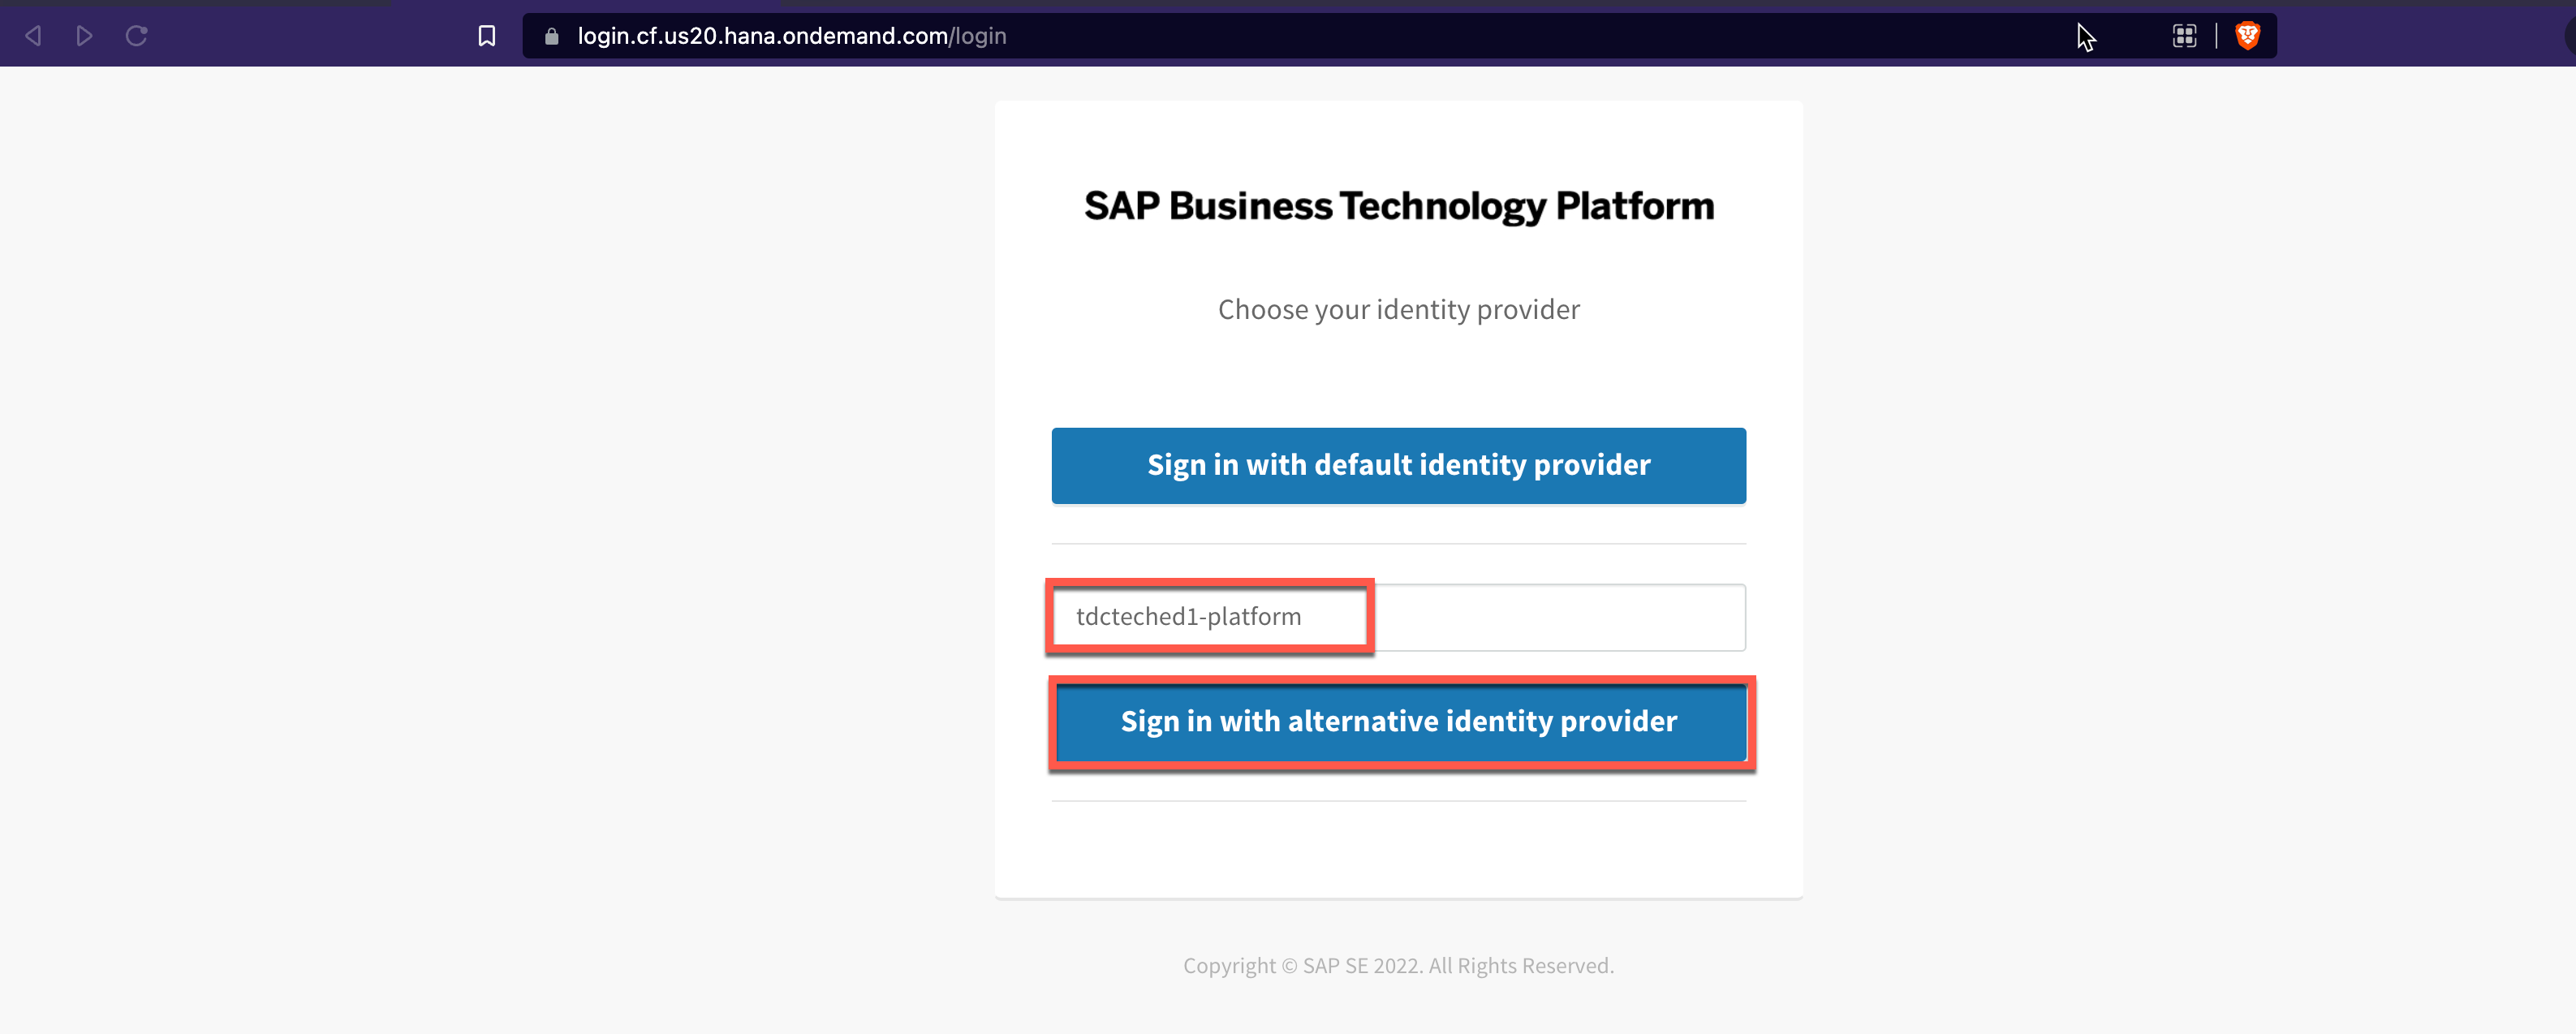 login.cf.us20.hana.ondemand.com/login
SAP Business Technology Platform
Choose your identity provider
Sign in with default identity provider
tdcteched1-platform
Sign in with alternative identity provider
Copyright © SAP SE 2022. All Rights Reserved.